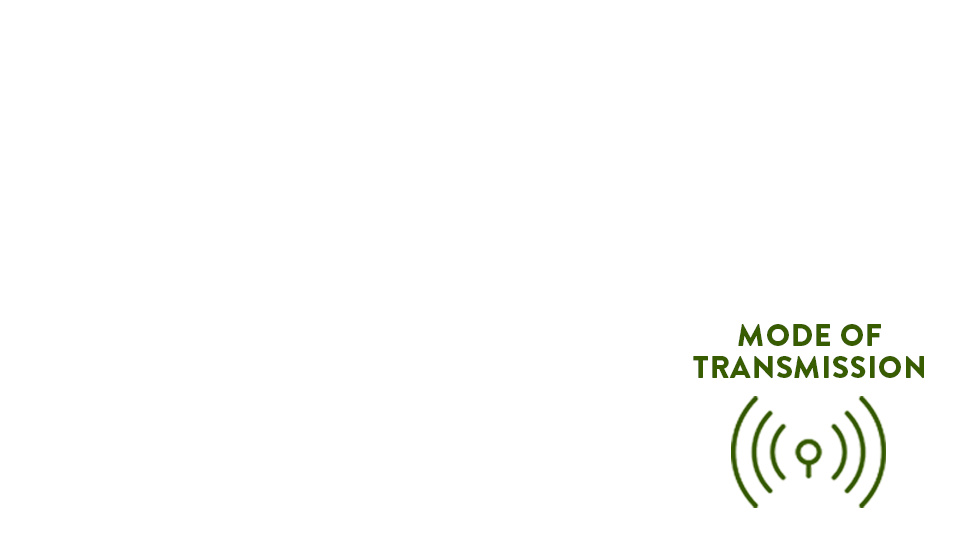 MODE OF
TRANSMISSION